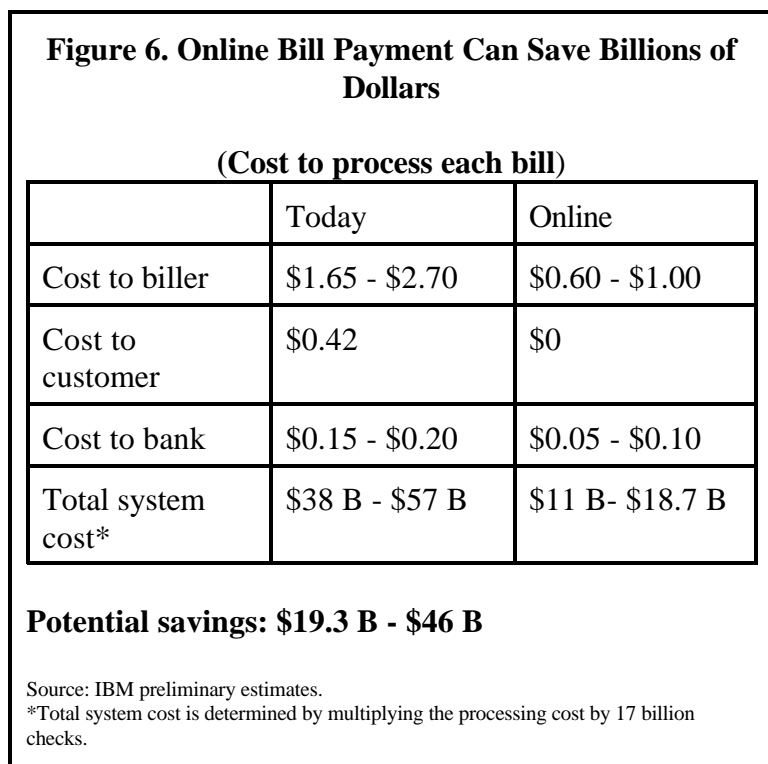 Figure 6. Online Bill Payment Can Save Billions of
Dollars
(Cost to process each bill)
Today Online
Cost to biller $1.65 - $2.70 $0.60 - $1.00
Cost to $0.42 $0
customer
Cost to bank $0.15 - $0.20 $0.05 - $0.10
Total system $38 B - $57 B $11 B- $18.7 B
cost*
Potential savings: $19.3 B - $46 B
Source: IBM preliminary estimates.
*Total system cost is determined by multiplying the processing cost by 17 billion
checks.